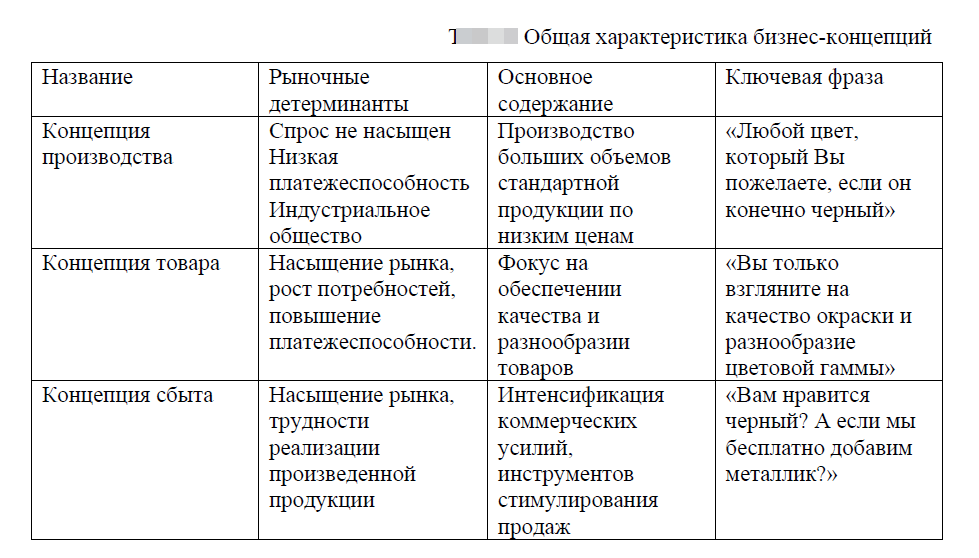 Общая характеристика бизнес-концепций
Название
Рыночные
детерминанты
Основное
содержание
Ключевая фраза
Концепция
производства
Спрос не насыщен
Низкая
платежеспособность
Индустриальное
общество
Производство
больших объемов
стандартной
продукции по
низким ценам
«Любой цвет,
который Вы
пожелаете, если он
конечно черный»
Концепция товара
Насыщение рынка,
рост потребностей,
повышение
платежеспособности.
Фокус на
обеспечении
качества и
разнообразии
товаров
«Вы только
взгляните на
качество окраски и
разнообразие
цветовой гаммы»
Концепция сбыта
Насыщение рынка,
трудности
реализации
произведенной
продукции
Интенсификация
коммерческих
усилий,
инструментов
стимулирования
продаж
«Вам нравится
черный? А если мы
бесплатно добавим
металлик?»